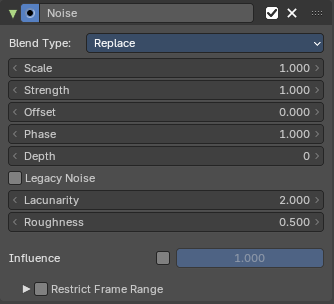 Noise
Blend Type: Replace
Scale 1.000
Strength 1.000
Offset 0.000
Phase 1.000
Depth 0
Legacy Noise
Lacunarity 2.000
Roughness 0.500
Influence 1.000
Restrict Frame Range